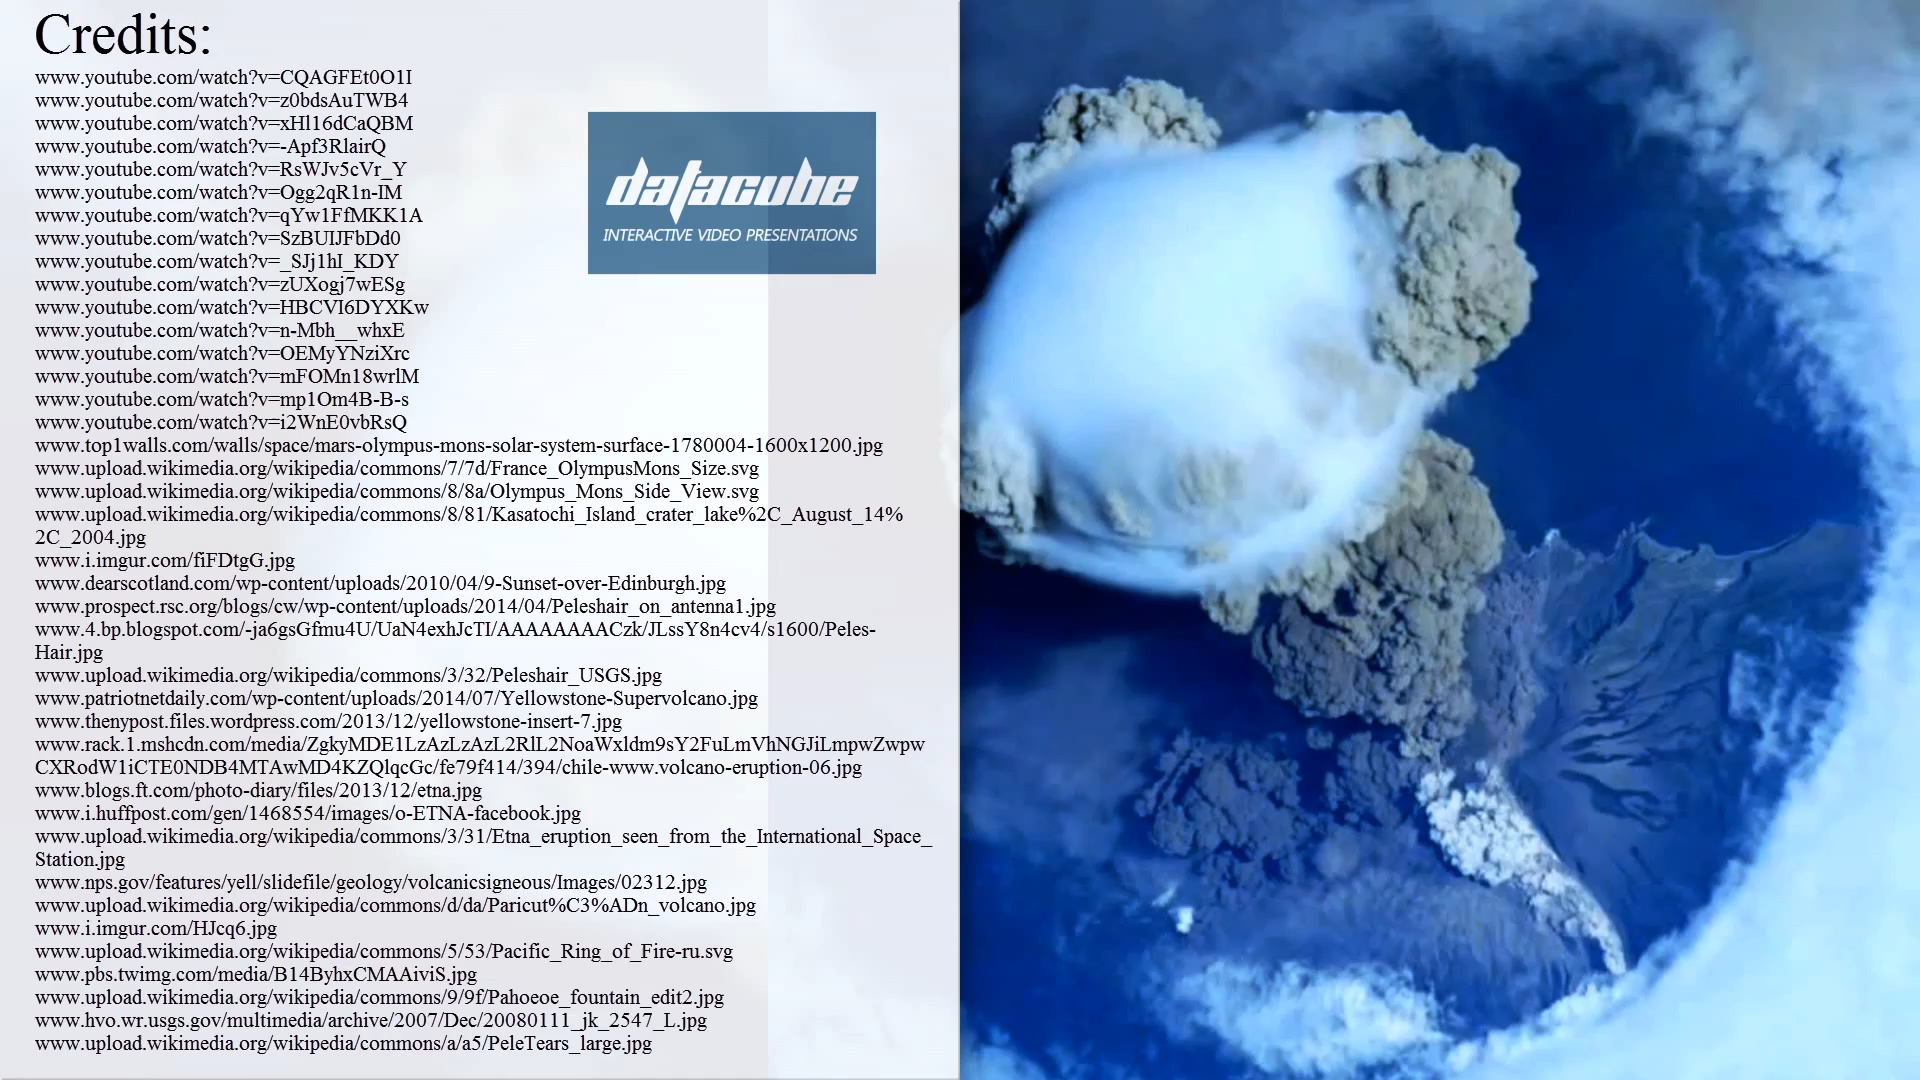 Credits:
www.youtube.com/watch?v=CQAGFEt0O1I
www.youtube.com/watch?v=z0bdsAuTWB4
www.youtube.com/watch?v=xHl16dCaQBM
www.youtube.com/watch?v=-Apf3RlairQ
www.youtube.com/watch?v=RsWJv5cVr_Y
www.youtube.com/watch?v=Ogg2qR1n-IM
www.youtube.com/watch?v=qYw1FfMKK1A
www.youtube.com/watch?v=SzBUIJFbDd0
www.youtube.com/watch?v=_SJj1hI_KDY
www.youtube.com/watch?v=zUXogj7wESg
www.youtube.com/watch?v=HBCVI6DYXKw
www.youtube.com/watch?v=n-Mbh__whxE
www.youtube.com/watch?v=OEMyYNziXrc
www.youtube.com/watch?v=mFOMn18wrlM
www.youtube.com/watch?v=mp1Om4B-B-s
www.youtube.com/watch?v=i2WnE0vbRsQ
www.top1walls.com/walls/space/mars-olympus-mons-solar-system-surface-1780004-1600x1200.jpg
www.upload.wikimedia.org/wikipedia/commons/7/7d/France_OlympusMons_Size.svg
www.upload.wikimedia.org/wikipedia/commons/8/8a/Olympus_Mons_Side_View.svg
www.upload.wikimedia.org/wikipedia/commons/8/81/Kasatochi_Island_crater_lake%2C_August_14%
2C_2004.jpg
www.i.imgur.com/fiFDtgG.jpg
www.dearscotland.com/wp-content/uploads/2010/04/9-Sunset-over-Edinburgh.jpg
www.prospect.rsc.org/blogs/cw/wp-content/uploads/2014/04/Peleshair_on_antenna1.jpg
www.4.bp.blogspot.com/-ja6gsGfmu4U/UaN4exhJcTI/AAAAAAAACzk/JLssY8n4cv4/s1600/Peles-
Hair.jpg
www.upload.wikimedia.org/wikipedia/commons/3/32/Peleshair_USGS.jpg
www.patriotnetdaily.com/wp-content/uploads/2014/07/Yellowstone-Supervolcano.jpg
www.thenypost.files.wordpress.com/2013/12/yellowstone-insert-7.jpg
www.rack.1.mshcdn.com/media/ZgkyMDE1LzAzLzAzL2RlL2NoaWxldm9sY2FuLmVhNGJiLmpwZwpw
CXRodW1iCTE0NDB4MTAwMD4KZQlqcGc/fe79f414/394/chile-www.volcano-eruption-06.jpg
www.blogs.ft.com/photo-diary/files/2013/12/etna.jpg
www.i.huffpost.com/gen/1468554/images/o-ETNA-facebook.jpg
www.upload.wikimedia.org/wikipedia/commons/3/31/Etna_eruption_seen_from_the_International_Space_
Station.jpg
www.nps.gov/features/yell/slidefile/geology/volcanicsigneous/Images/02312.jpg
www.upload.wikimedia.org/wikipedia/commons/d/da/Paricut%C3%ADn_volcano.jpg
www.i.imgur.com/HJcq6.jpg
www.upload.wikimedia.org/wikipedia/commons/5/53/Pacific_Ring_of_Fire-ru.svg
www.pbs.twimg.com/media/B14ByhxCMAAiviS.jpg
www.upload.wikimedia.org/wikipedia/commons/9/9f/Pahoeoe_fountain_edit2.jpg
www.hvo.wr.usgs.gov/multimedia/archive/2007/Dec/20080111_jk_2547_L.jpg
www.upload.wikimedia.org/wikipedia/commons/a/a5/PeleTears_large.jpg
datacube
INTERACTIVE VIDEO PRESENTATIONS